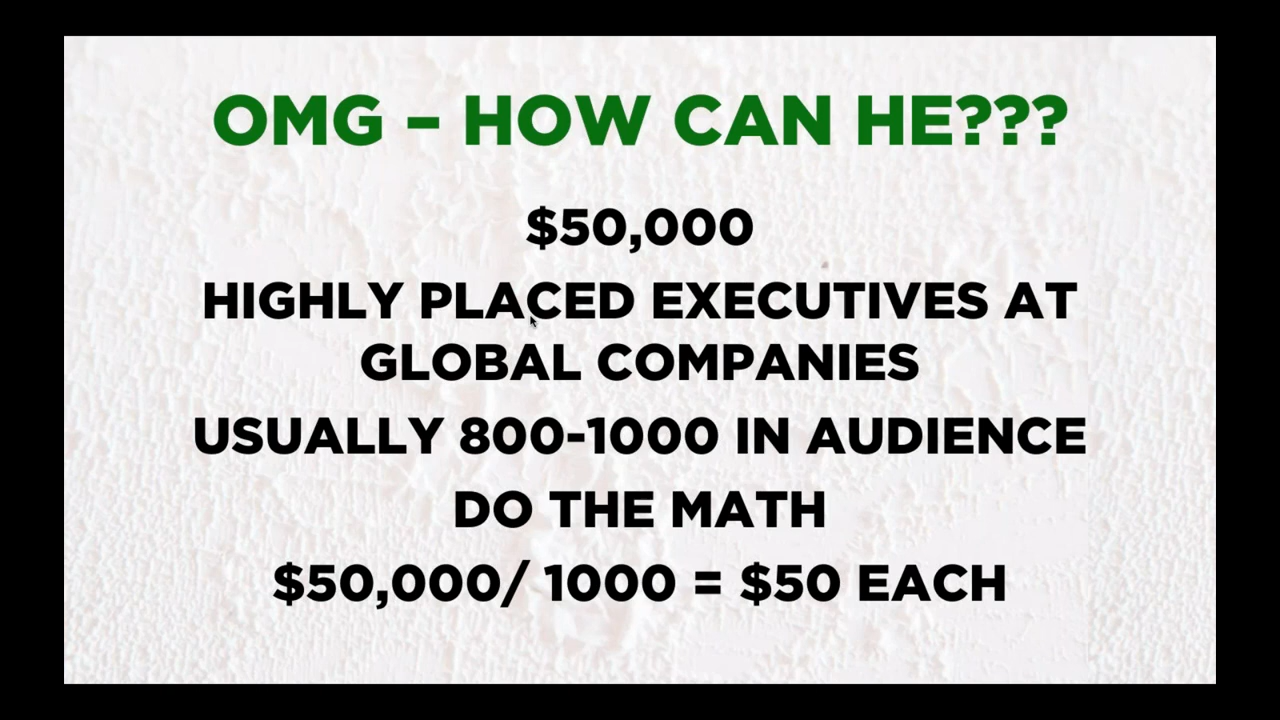 OMG – HOW CAN HE???
$50,000
HIGHLY PLACED EXECUTIVES AT
GLOBAL COMPANIES
USUALLY 800-1000 IN AUDIENCE
DO THE MATH
$50,000/ 1000 = $50 EACH